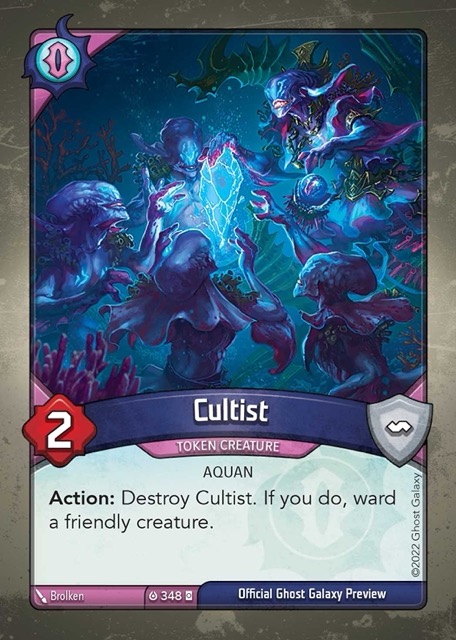 Cultist
2
TOKEN CREATURE
AQUAN
Action: Destroy Cultist. If you do, ward
a friendly creature.
©2022 Ghost Galaxy
Brolken
348
Official Ghost Galaxy Preview